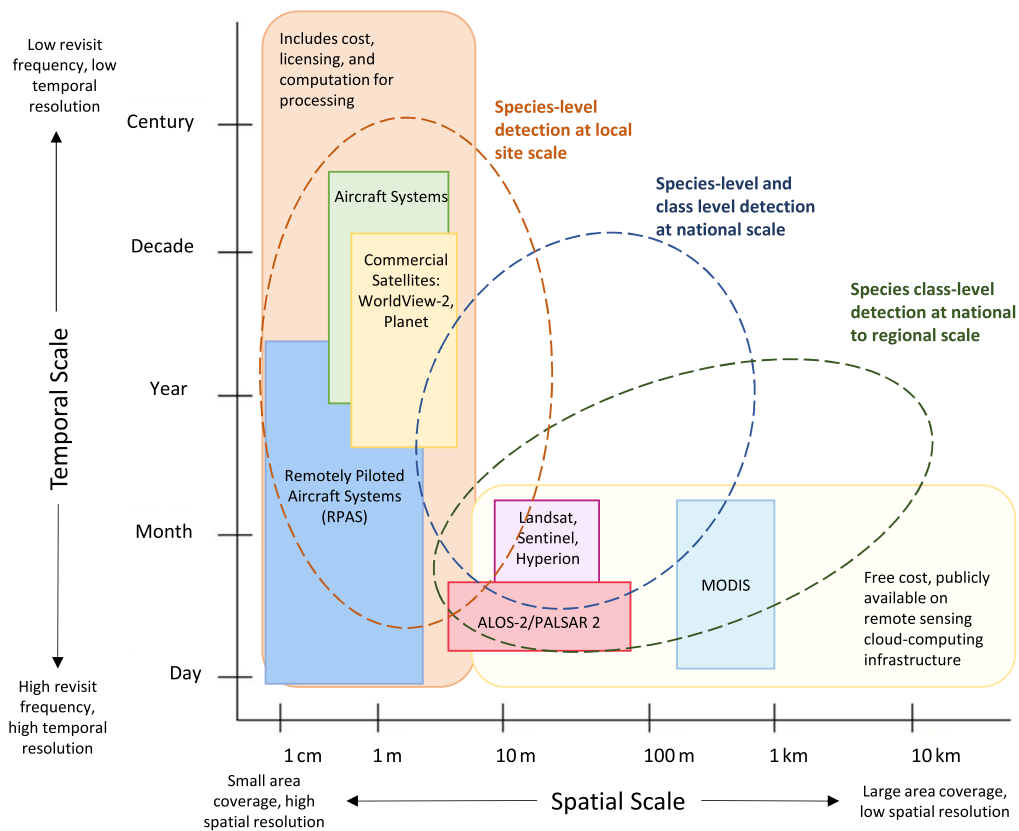 Low revisit
frequency, low
temporal
resolution
Includes cost,
licensing, and
computation for
processing
Century
Species-level
detection at local
site scale
Species-level and
class level detection
at national scale
Aircraft Systems
Decade
Commercial
Satellites:
WorldView-2,
Planet
Species class-level
detection at national
to regional scale
Temporal Scale
Year
Remotely Piloted
Aircraft Systems
(RPAS)
Month
Landsat,
Sentinel,
Hyperion
MODIS
Free cost, publicly
available on
remote sensing
cloud-computing
infrastructure
ALOS-2/PALSAR 2
Day
High revisit
frequency,
high temporal
resolution
1 cm
1 m
10 m
100 m
1 km
10 km
Small area
coverage, high
spatial resolution
Spatial Scale
Large area coverage,
low spatial resolution